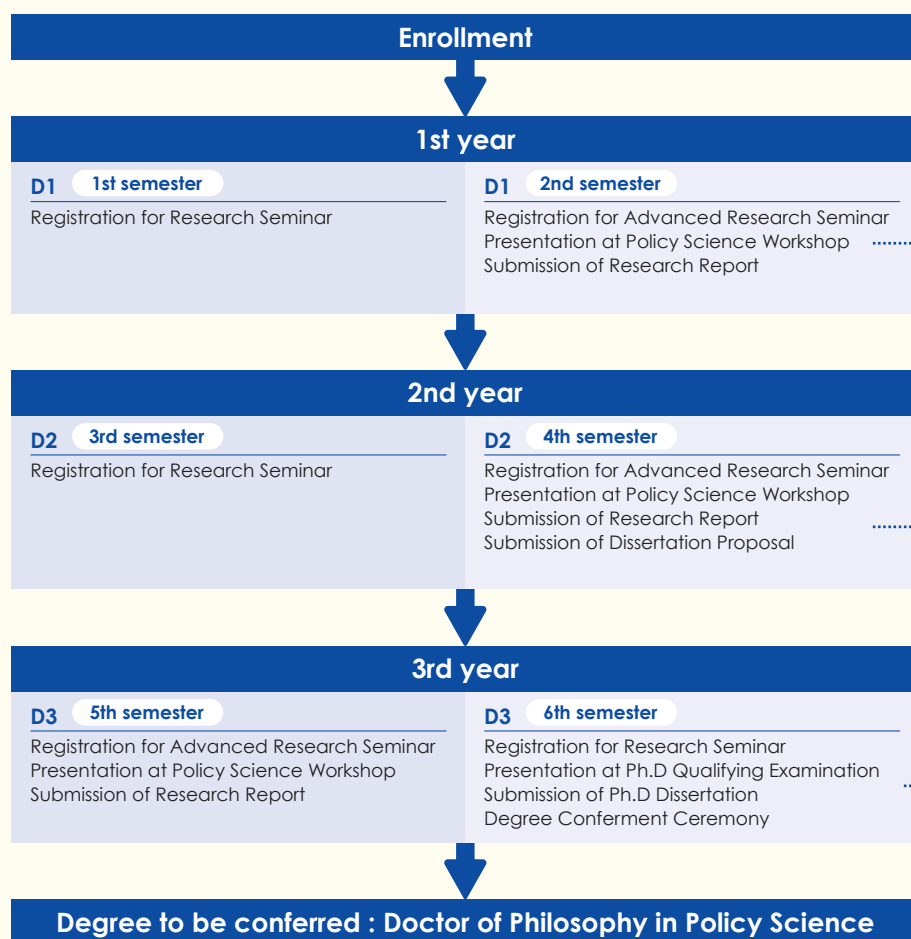 Enrollment
1st year
D1 1st semester
Registration for Research Seminar
D1 2nd semester
Registration for Advanced Research Seminar
Presentation at Policy Science Workshop
Submission of Research Report
2nd year
D2 3rd semester
Registration for Research Seminar
D2 4th semester
Registration for Advanced Research Seminar
Presentation at Policy Science Workshop
Submission of Research Report
Submission of Dissertation Proposal
3rd year
D3 5th semester
Registration for Advanced Research Seminar
Presentation at Policy Science Workshop
Submission of Research Report
D3 6th semester
Registration for Research Seminar
Presentation at Ph.D Qualifying Examination
Submission of Ph.D Dissertation
Degree Conferment Ceremony
Degree to be conferred : Doctor of Philosophy in Policy Science